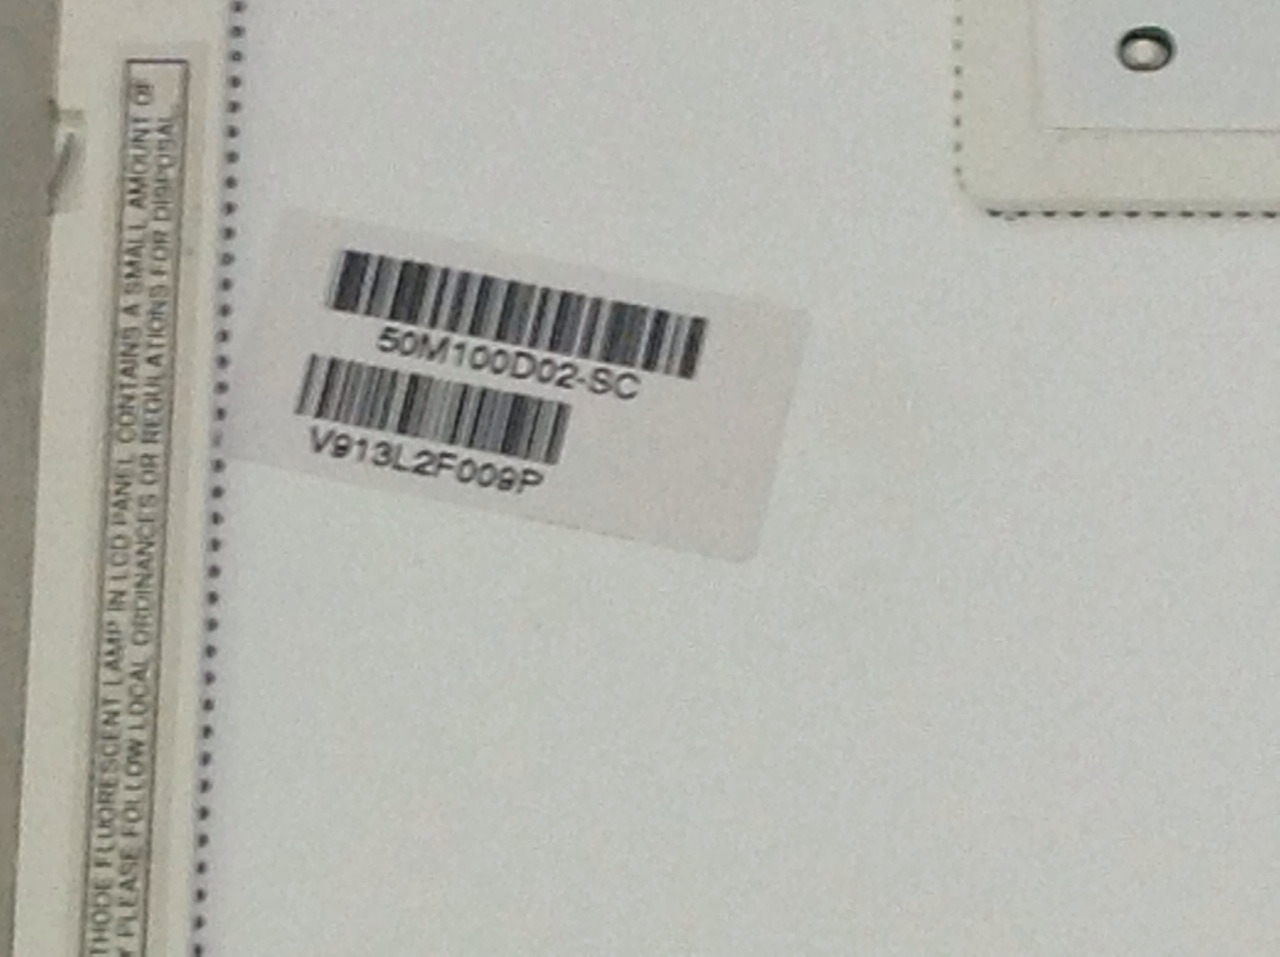 THODE FLUORESCENT LAMP IN LCD PANEL CONTAINS A SMALL AMOUNT OF
Y PLEASE FOLLOW LOCAL ORDINANCES OR REGULATIONS FOR DISPOSAL
50M100D02-SC
V913L2F009P